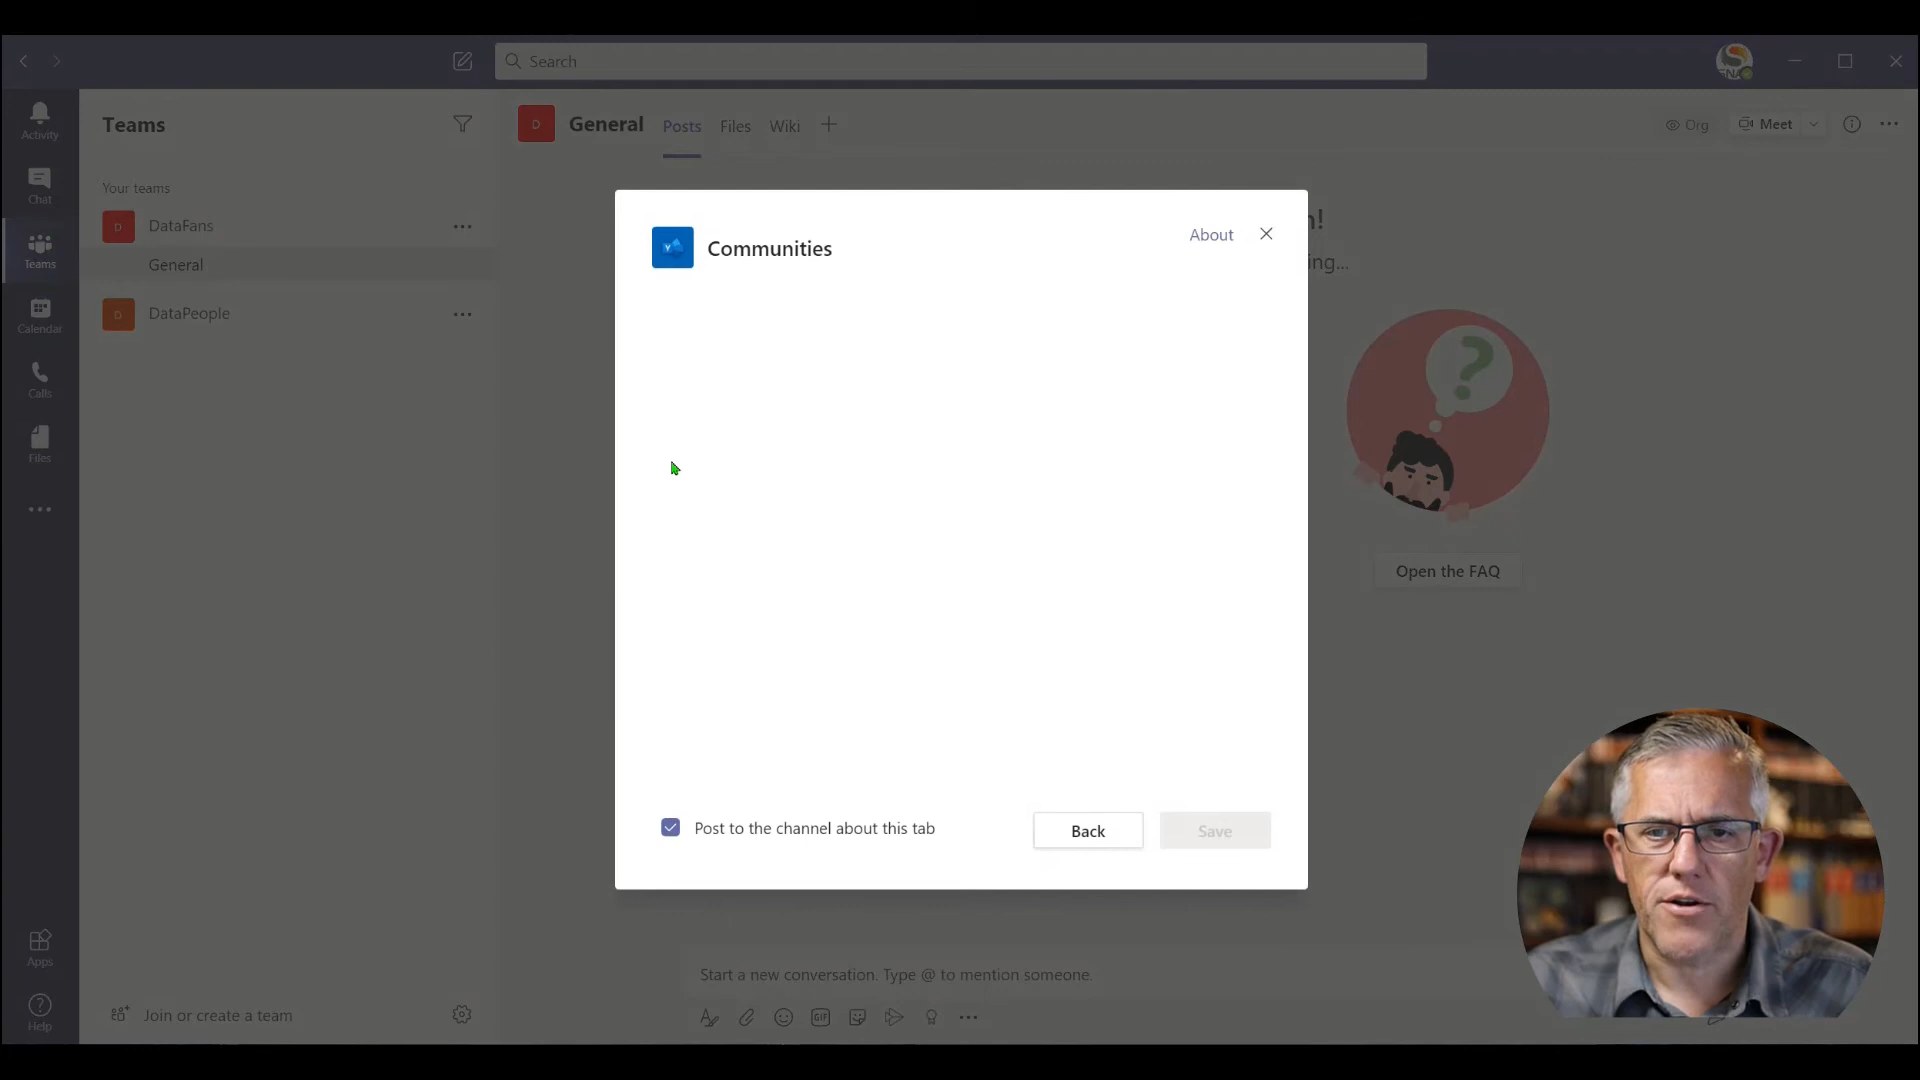 Search
Activity
Chat
Teams
Calendar
Calls
Files
Apps
Help
Teams
Your teams
D DataFans
General
D DataPeople
Join or create a team
D General Posts Files Wiki
Org Meet
n!
ing...
Open the FAQ
Y Communities
About
Post to the channel about this tab
Back
Save
Start a new conversation. Type @ to mention someone.
GIF